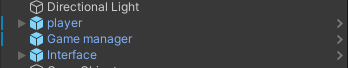 Directional Light
player
Game manager
Interface